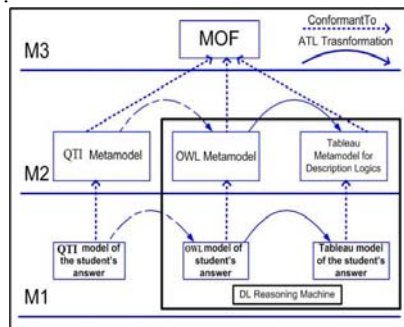 M3
MOF
ConformantTo
ATL Trasnformation
M2
QTI Metamodel
OWL Metamodel
Tableau
Metamodel for
Description Logics
M1
QTI model of
the student's
answer
OWL model of
student's
answer
Tableau model
of the student's
answer
DL Reasoning Machine